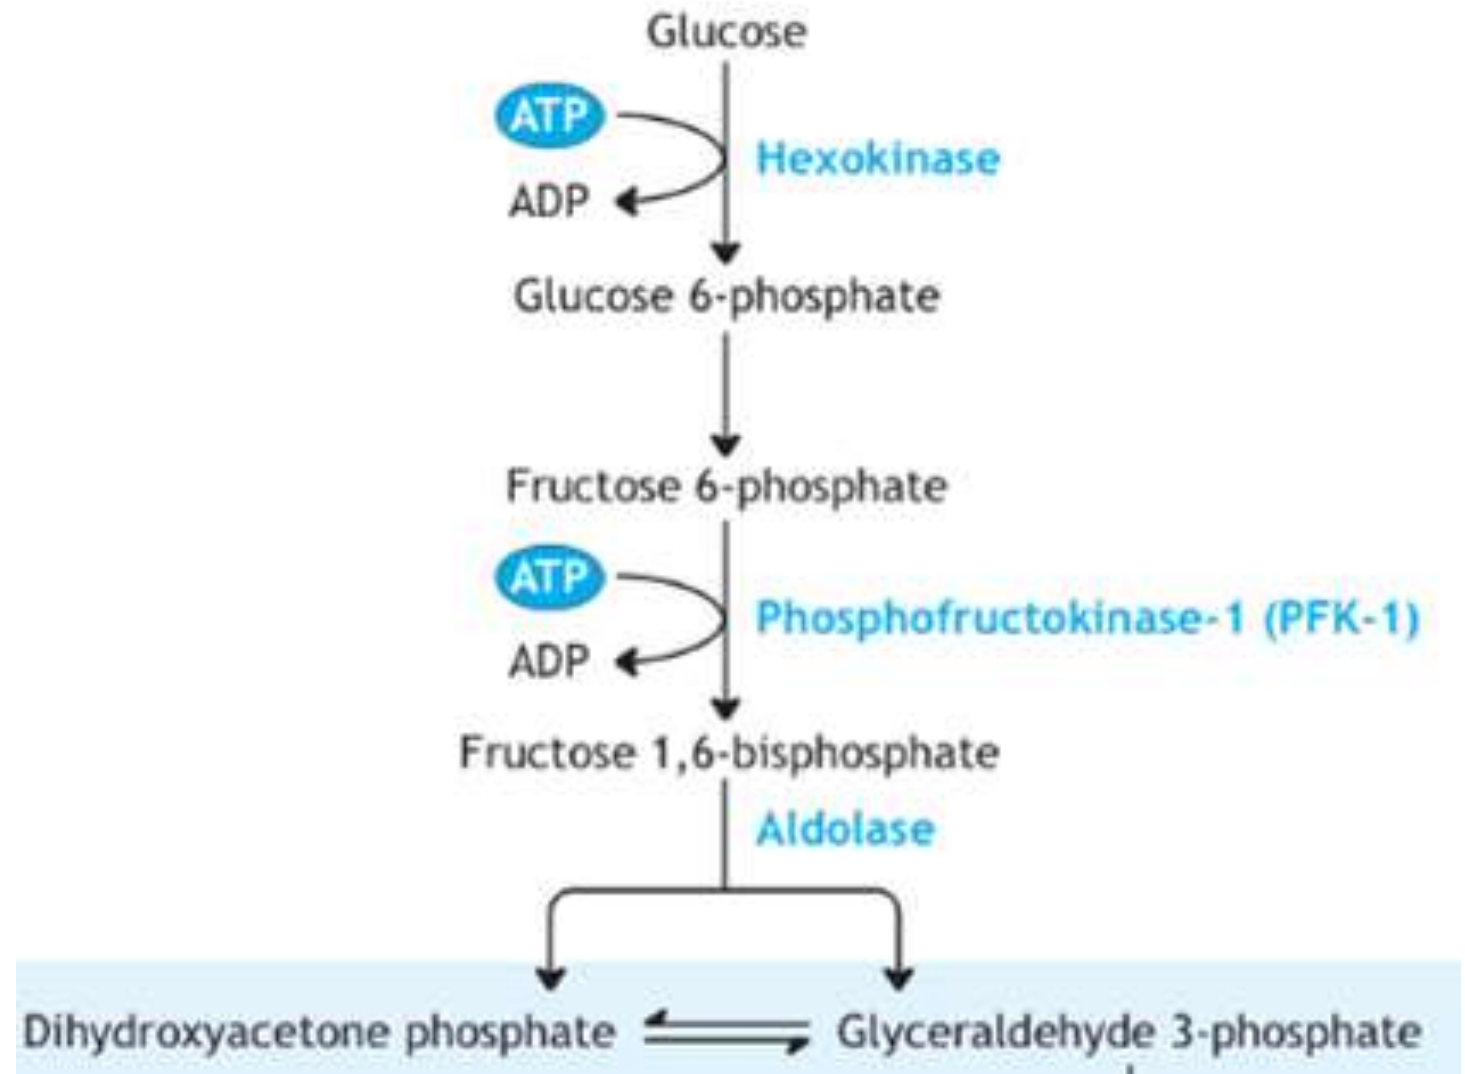 Glucose
ATP
Hexokinase
ADP
Glucose 6-phosphate
Fructose 6-phosphate
ATP
Phosphofructokinase-1 (PFK-1)
ADP
Fructose 1,6-bisphosphate
Aldolase
Dihydroxyacetone phosphate
Glyceraldehyde 3-phosphate